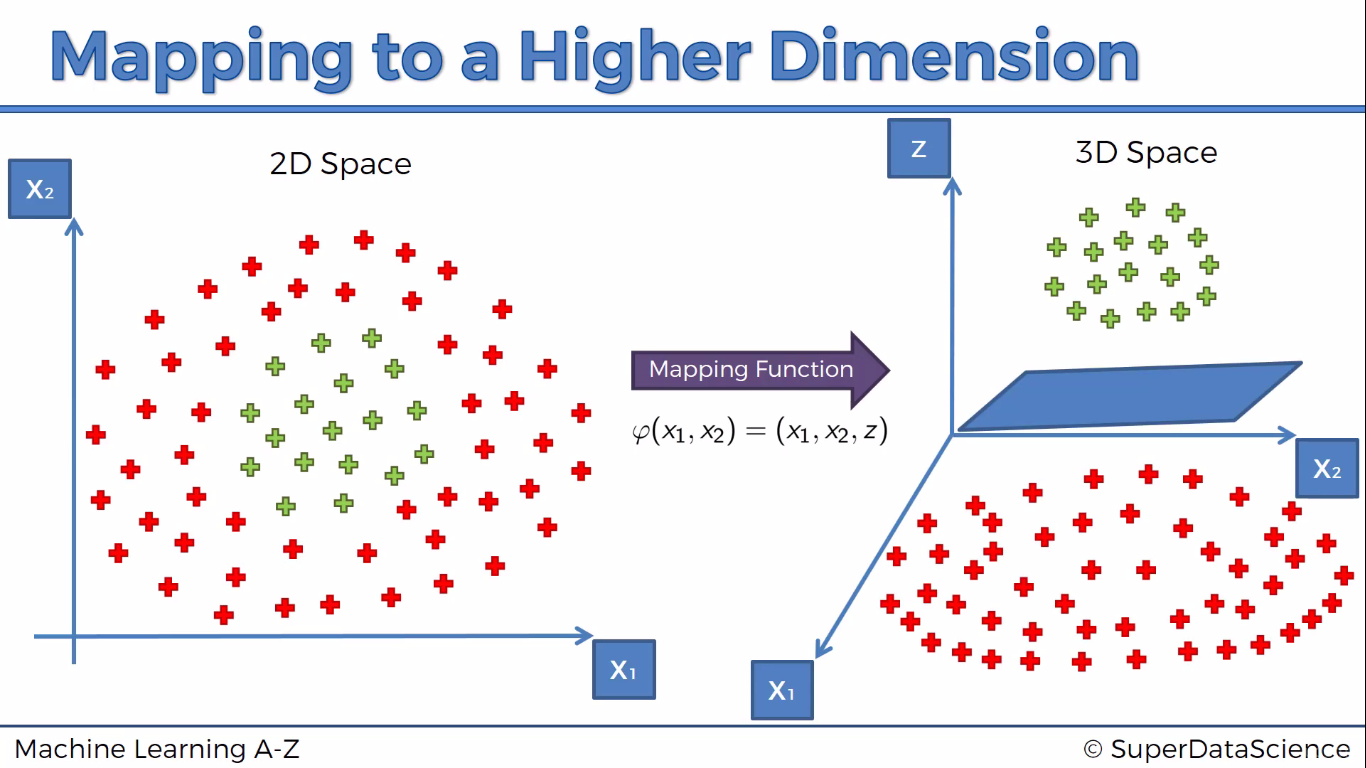 Mapping to a Higher Dimension
2D Space
X₂
X₁
Mapping Function
φ(x₁, x₂) = (x₁, x₂, z)
3D Space
Z
X₂
X₁
Machine Learning A-Z
© SuperDataScience